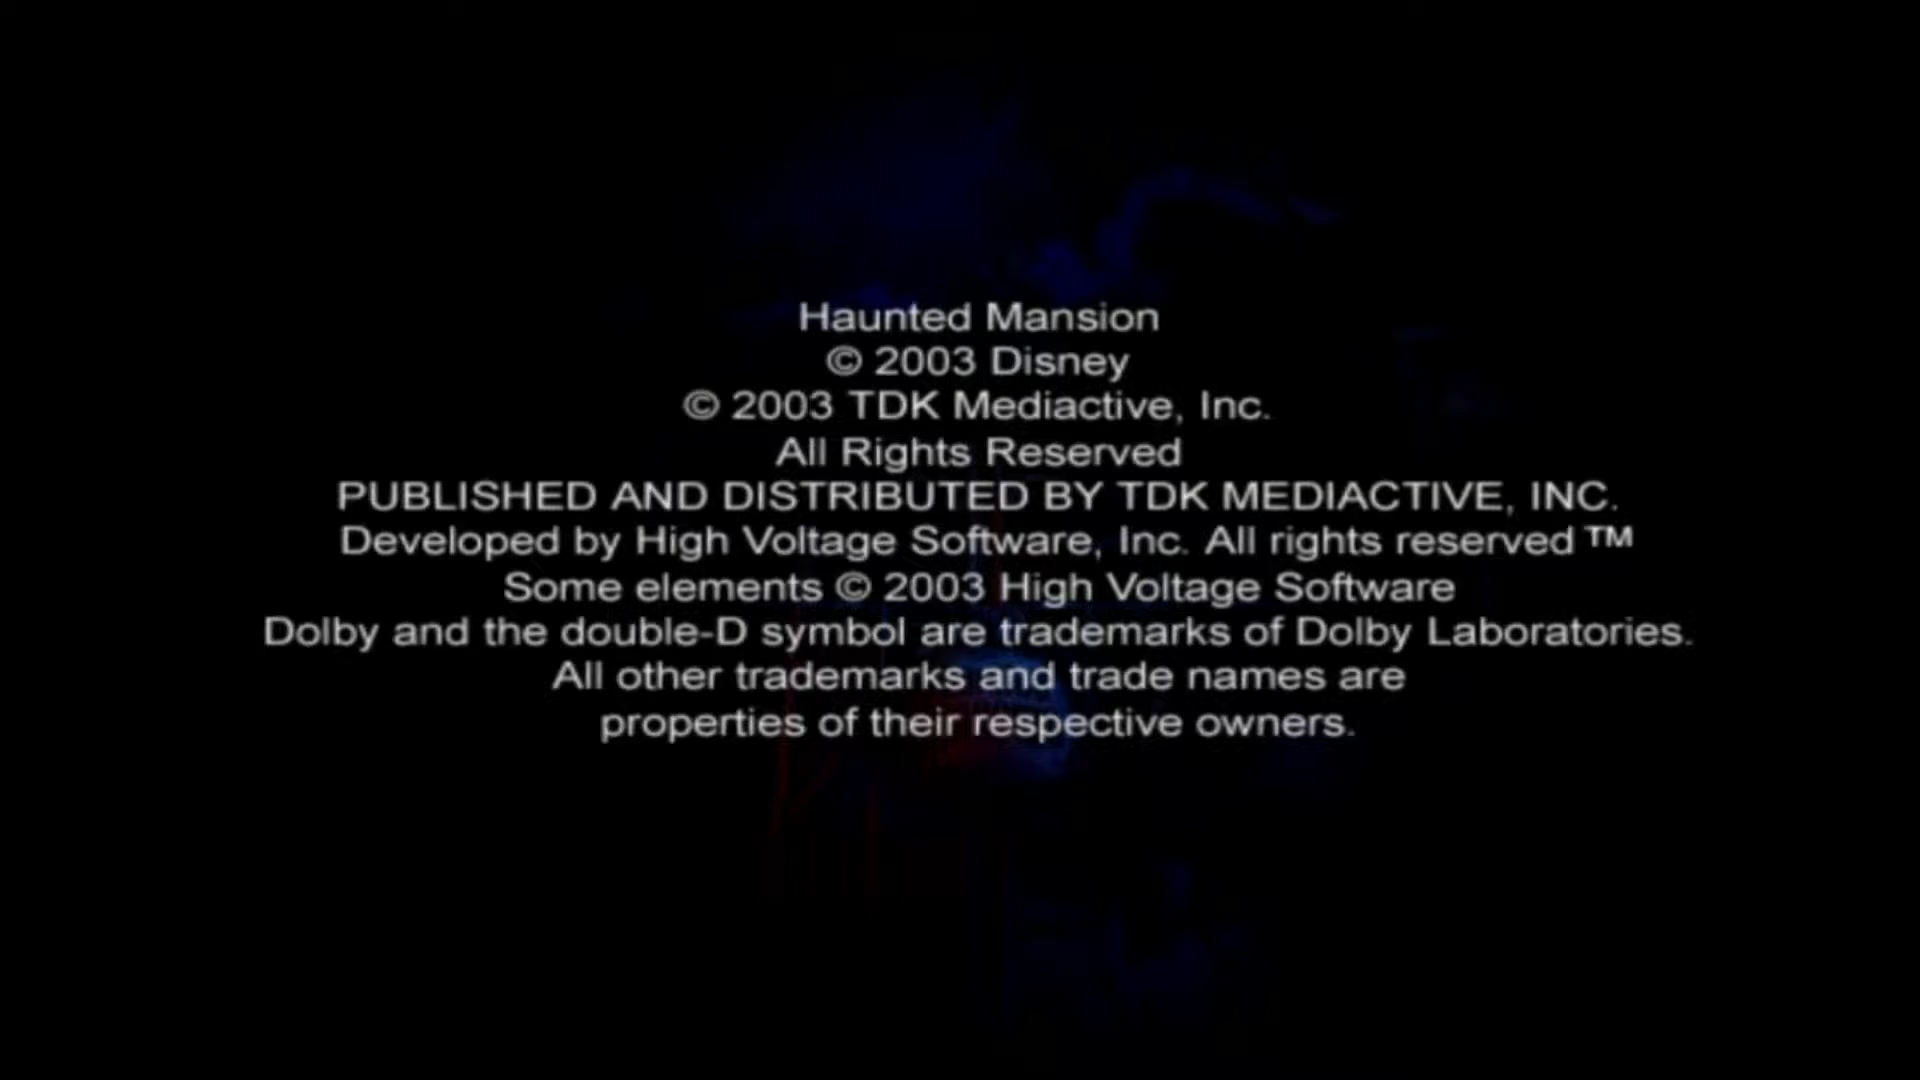 Haunted Mansion
© 2003 Disney
© 2003 TDK Mediactive, Inc.
All Rights Reserved
PUBLISHED AND DISTRIBUTED BY TDK MEDIACTIVE, INC.
Developed by High Voltage Software, Inc. All rights reserved ™
Some elements © 2003 High Voltage Software
Dolby and the double-D symbol are trademarks of Dolby Laboratories.
All other trademarks and trade names are
properties of their respective owners.